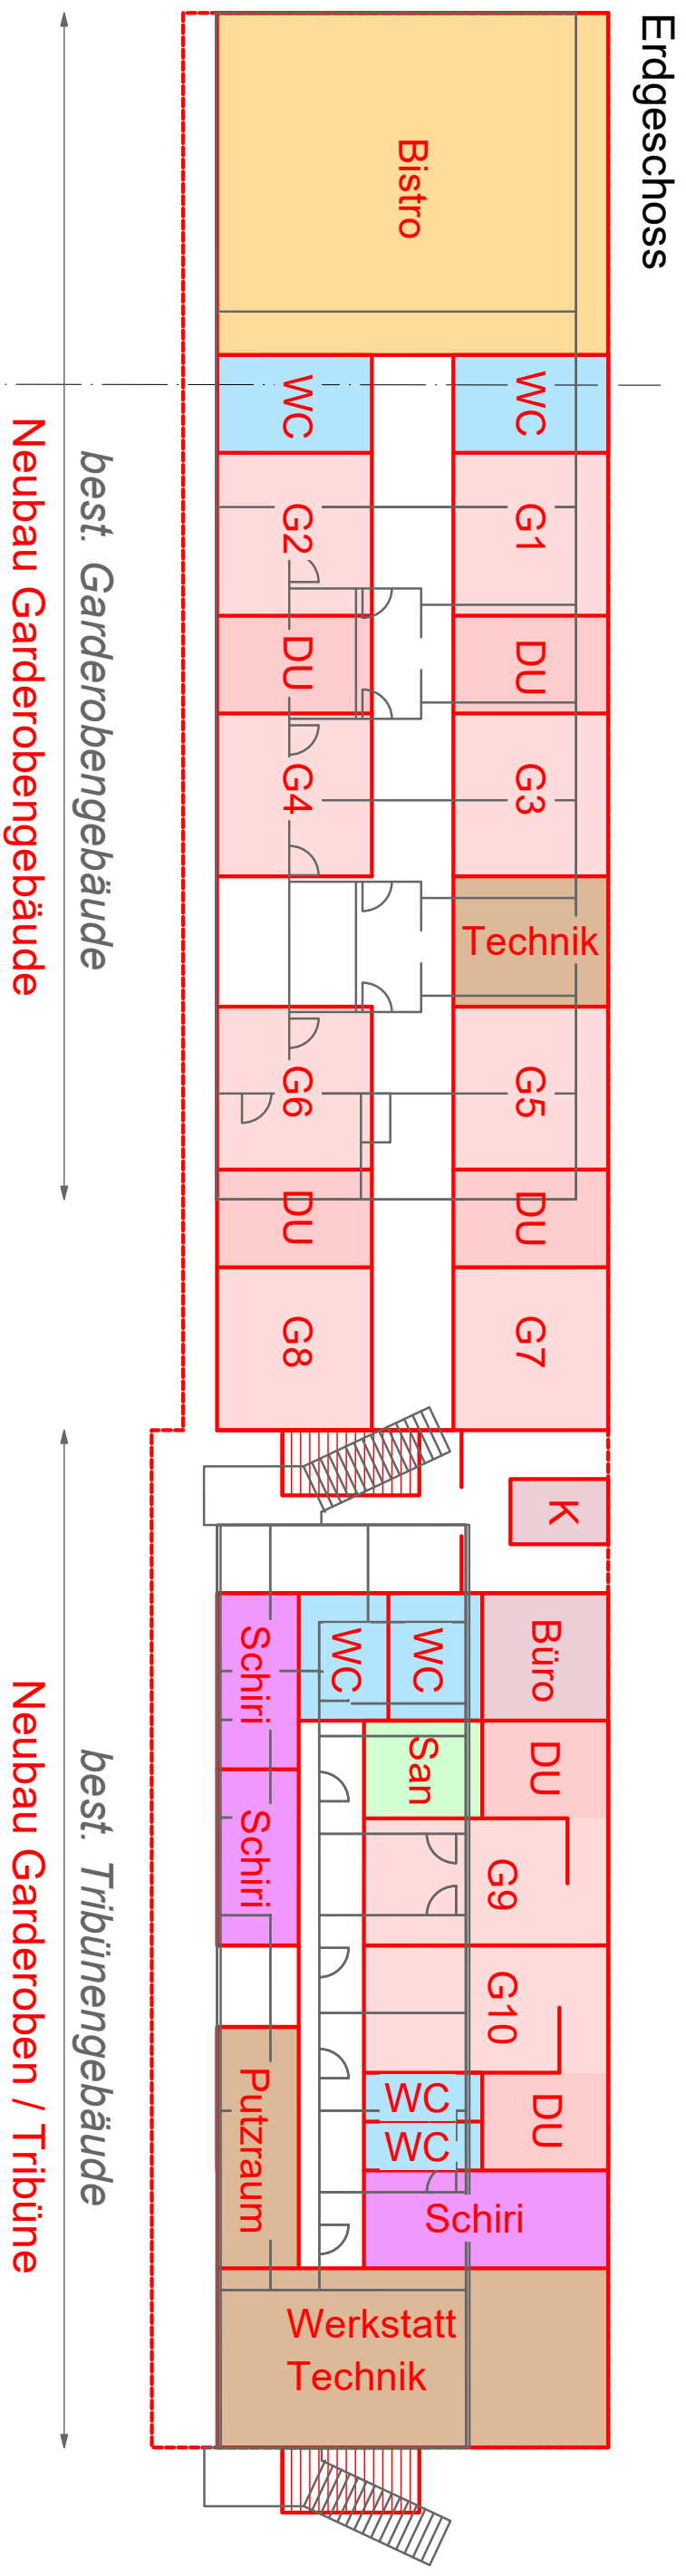 Erdgeschoss
Bistro
WC
WC
G1
G2
DU
DU
G3
G4
Technik
G5
G6
DU
DU
G7
G8
K
Büro
WC
WC
Schiri
DU
San
Schiri
G9
G10
DU
WC
WC
Putzraum
Schiri
Werkstatt
Technik
best. Garderobengebäude
Neubau Garderobengebäude
best. Tribünengebäude
Neubau Garderoben / Tribüne